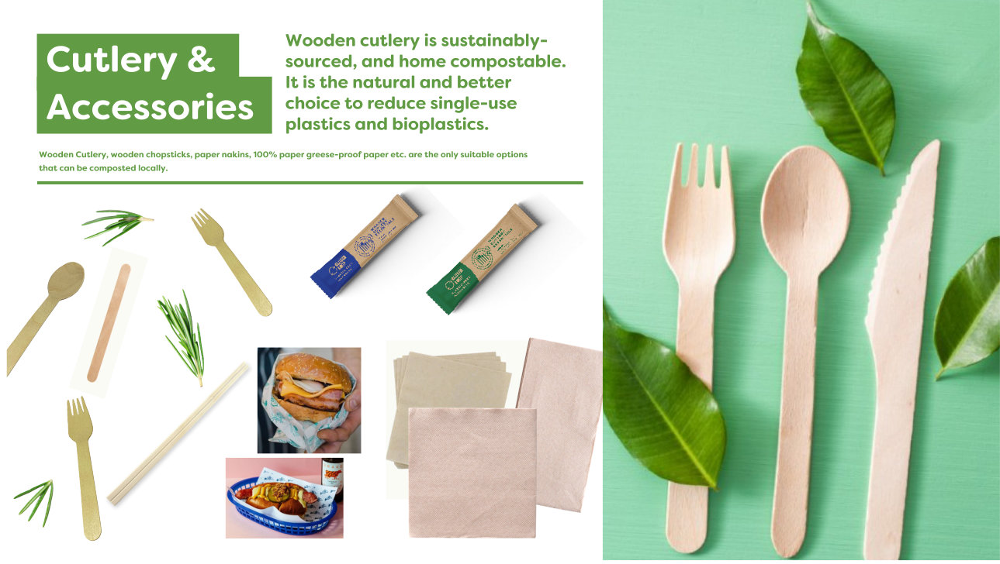 Cutlery &
Accessories
Wooden cutlery is sustainably-
sourced, and home compostable.
It is the natural and better
choice to reduce single-use
plastics and bioplastics.
Wooden Cutlery, wooden chopsticks, paper nakins, 100% paper greese-proof paper etc. are the only suitable options
that can be composted locally.
WOODEN
WOODEN